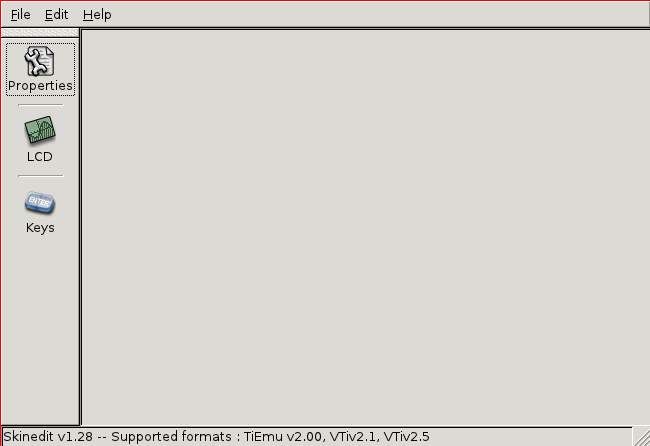 File Edit Help
Properties
LCD
ENTER
Keys
Skinedit v1.28 -- Supported formats : TiEmu v2.00, VTiv2.1, VTiv2.5